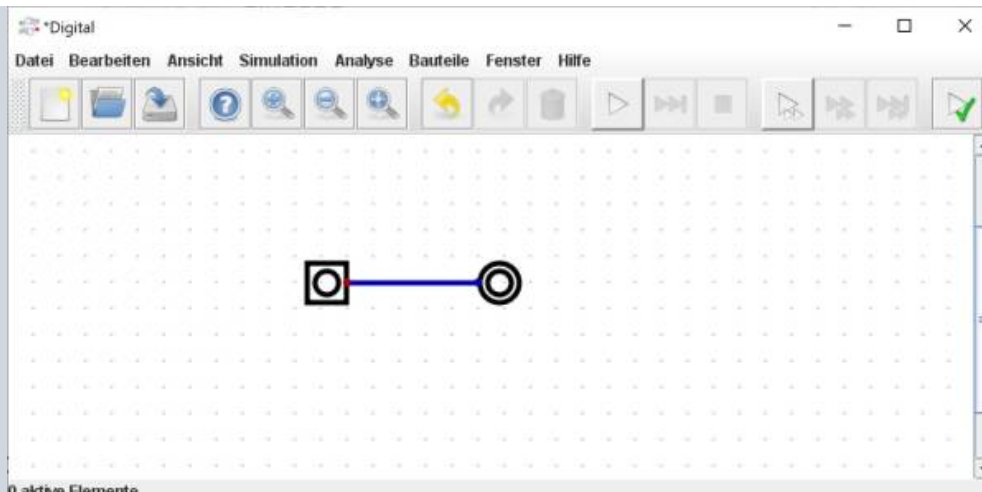 *Digital
Datei Bearbeiten Ansicht Simulation Analyse Bauteile Fenster Hilfe
0 aktive Elemente